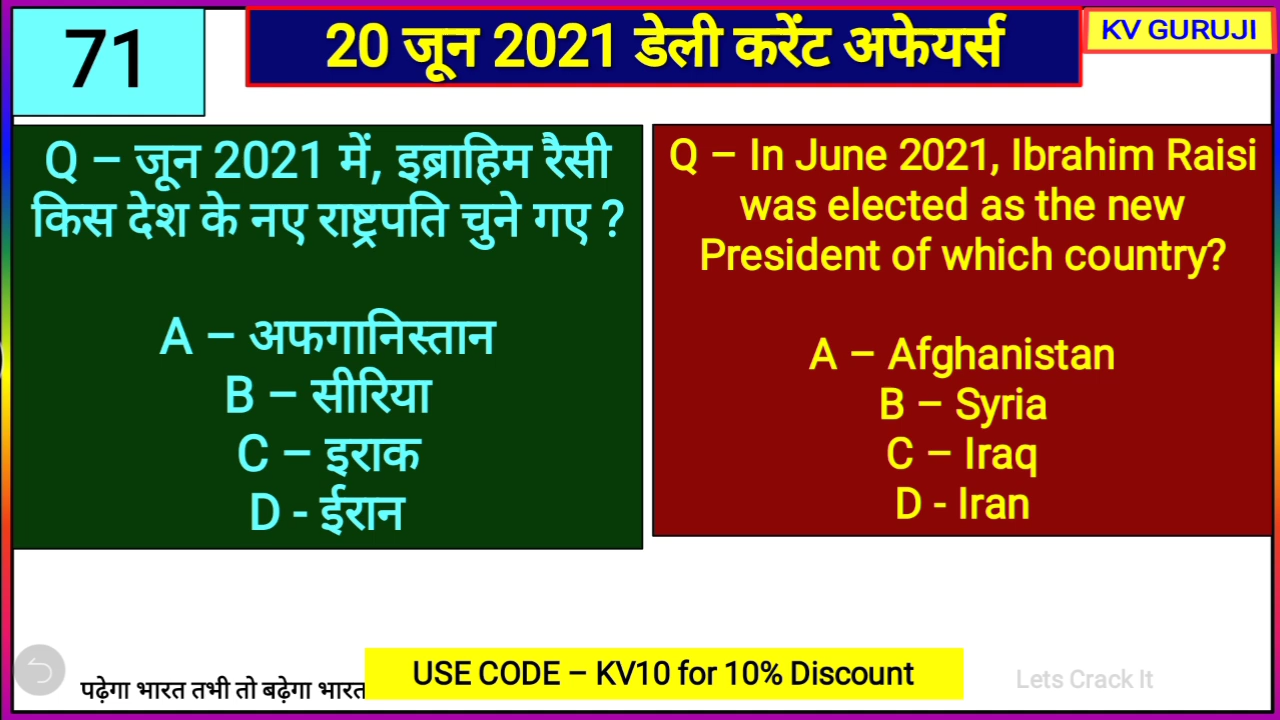 71
20 जून 2021 डेली करेंट अफेयर्स
KV GURUJI
Q – जून 2021 में, इब्राहिम रैसी
किस देश के नए राष्ट्रपति चुने गए ?
A – अफगानिस्तान
B – सीरिया
C – इराक
D - ईरान
Q – In June 2021, Ibrahim Raisi
was elected as the new
President of which country?
A – Afghanistan
B – Syria
C – Iraq
D - Iran
पढ़ेगा भारत तभी तो बढ़ेगा भारत
USE CODE – KV10 for 10% Discount
Lets Crack It